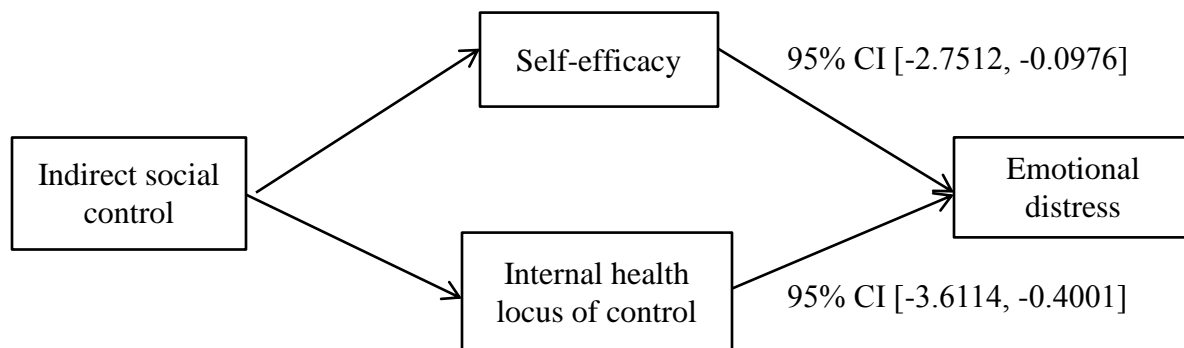 Self-efficacy
95% CI [-2.7512, -0.0976]
Indirect social
control
Emotional
distress
Internal health
locus of control
95% CI [-3.6114, -0.4001]